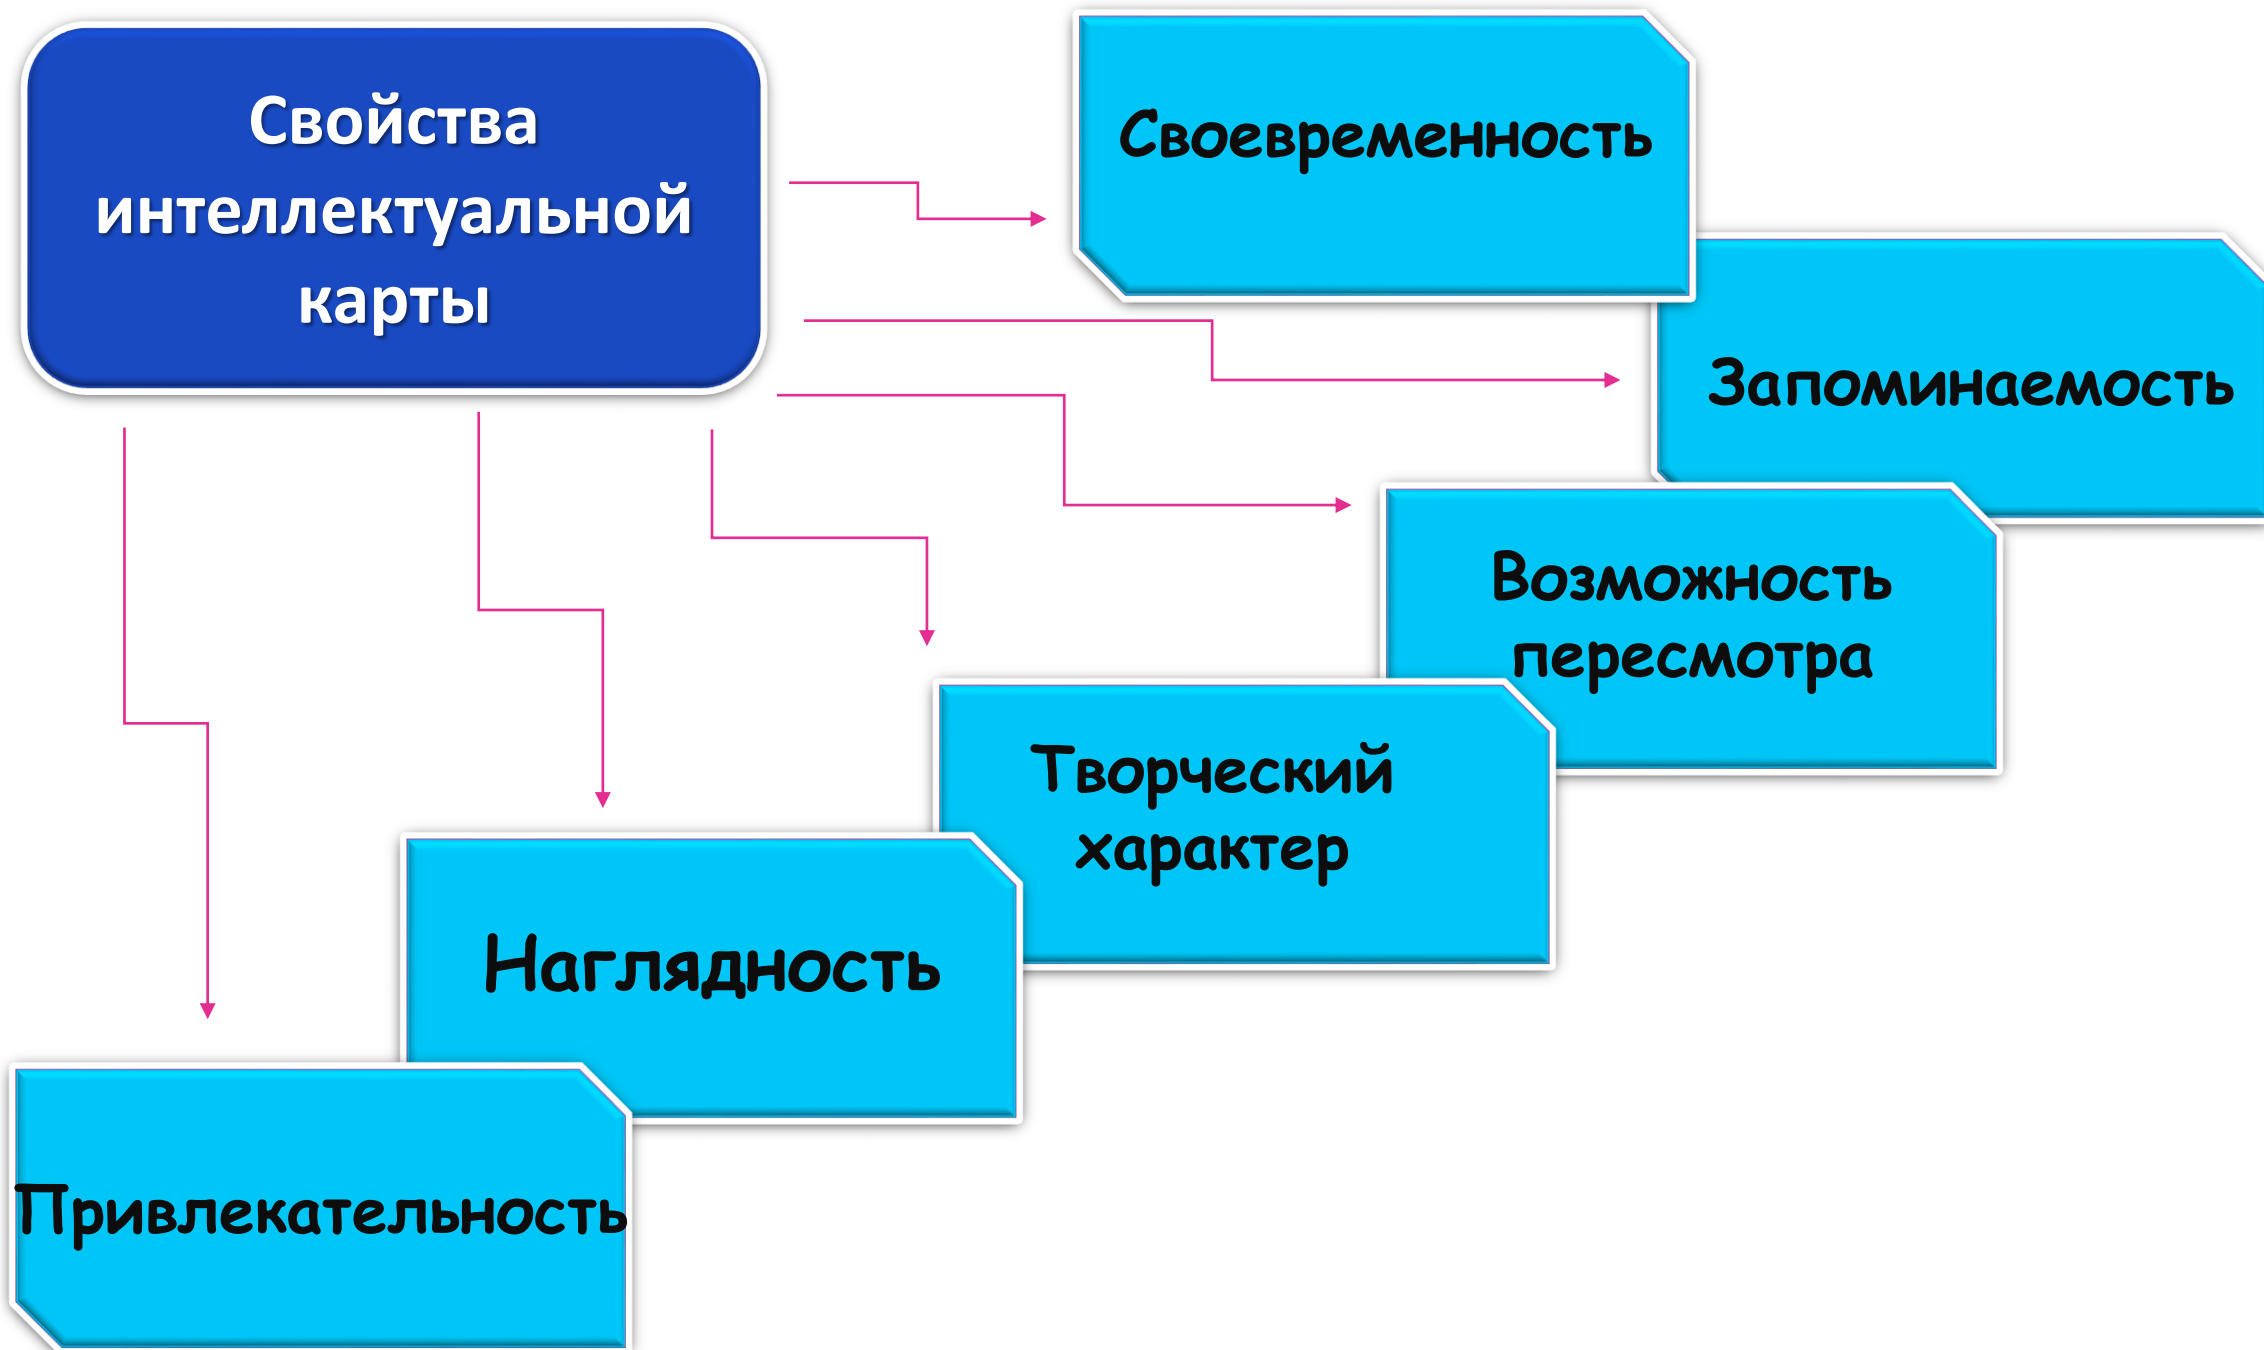 Свойства
интеллектуальной
карты
Своевременность
Запоминаемость
Возможность
пересмотра
Творческий
характер
Наглядность
Привлекательность